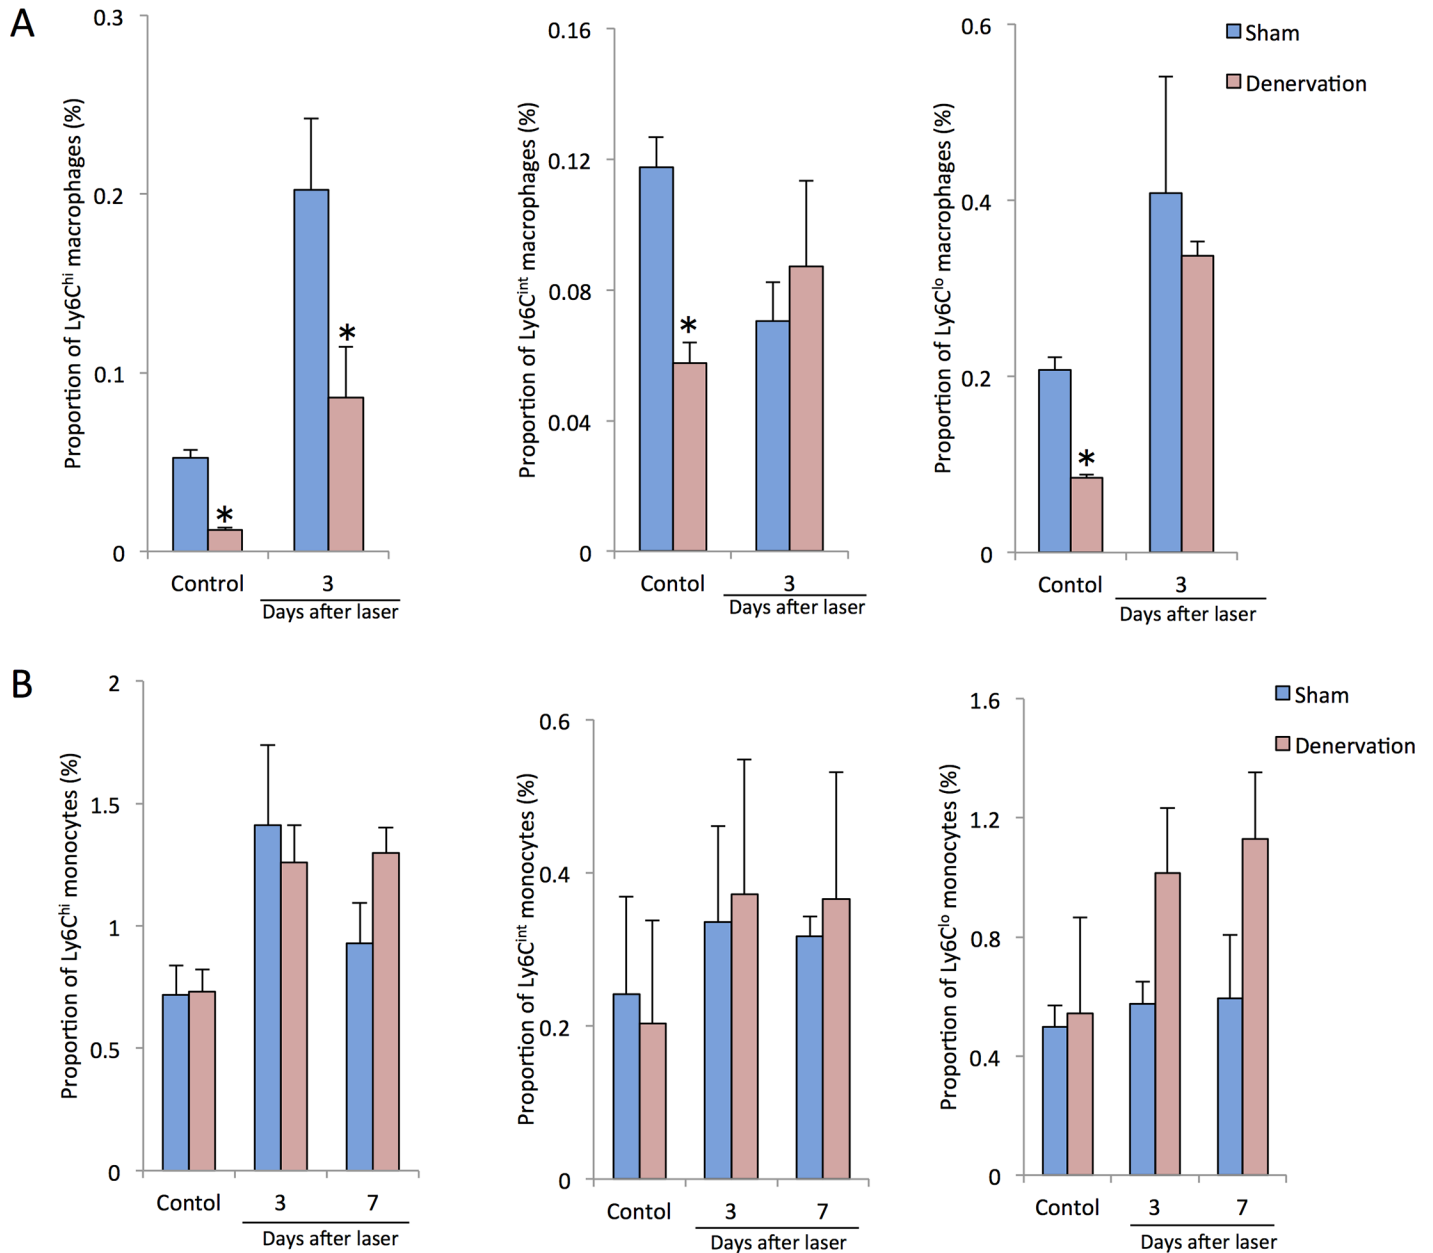 A
Proportion of Ly6Chi macrophages (%)
0.3
0.2
0.1
0
*
*
Control
3
Days after laser
Proportion of Ly6Cint macrophages (%)
0.16
0.12
0.08
0.04
0
*
Contol
3
Days after laser
Proportion of Ly6Clo macrophages (%)
0.6
0.4
0.2
0
*
Contol
3
Days after laser
Sham
Denervation
B
Proportion of Ly6Chi monocytes (%)
2
1.5
1
0.5
0
Contol
3
7
Days after laser
Proportion of Ly6Cint monocytes (%)
0.6
0.4
0.2
0
Contol
3
7
Days after laser
Proportion of Ly6Clo monocytes (%)
1.6
1.2
0.8
0.4
0
Contol
3
7
Days after laser
Sham
Denervation